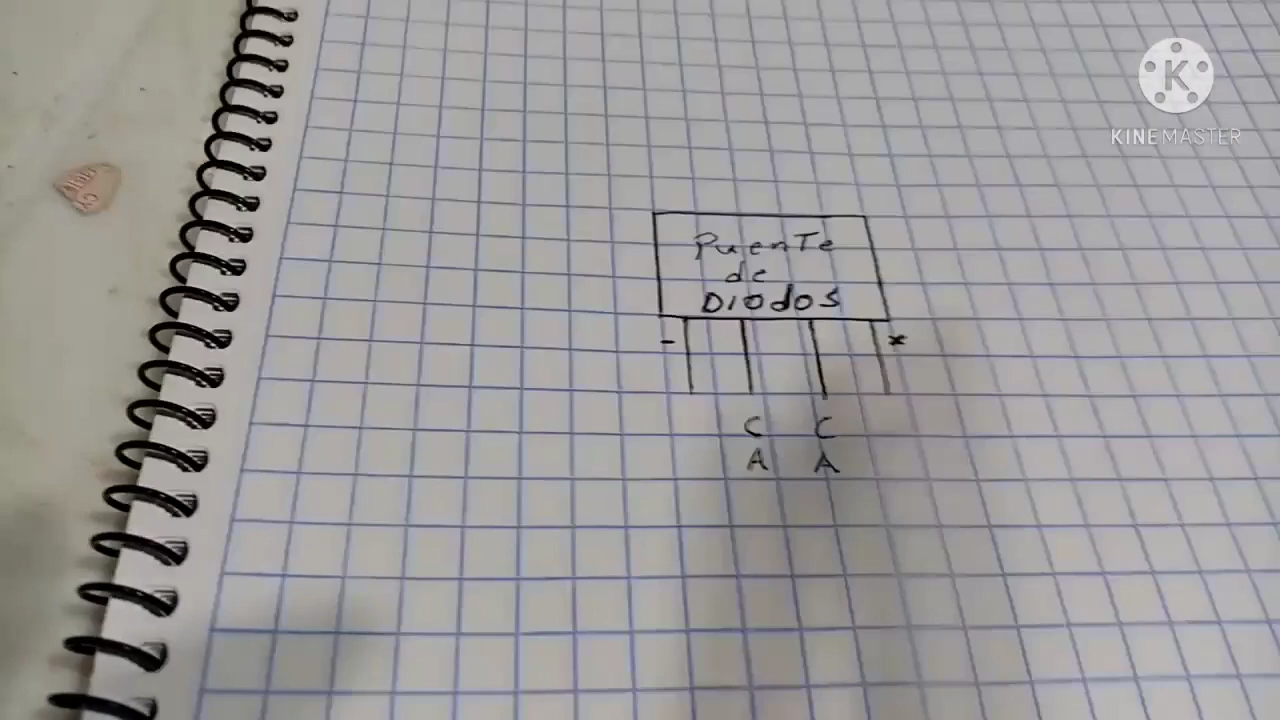 K
KINEMASTER
Puente
de
DIODOS
- +
C C
A A